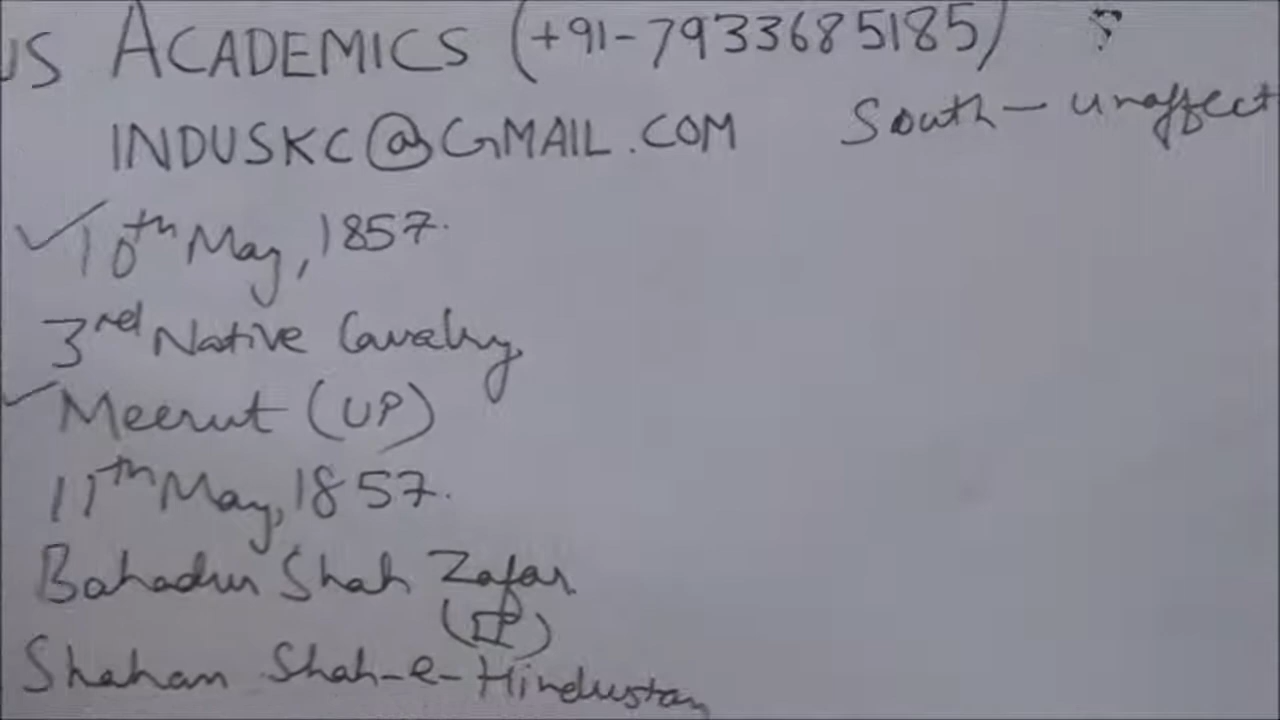 us ACADEMICS (+91-7933685185)
INDUSKC@GMAIL.COM
South - unaffect
10th May, 1857.
3rd Native Cavalry
Meerut (UP)
11th May, 1857.
Bahadur Shah Zafar
Shahan Shah-e-Hindustan